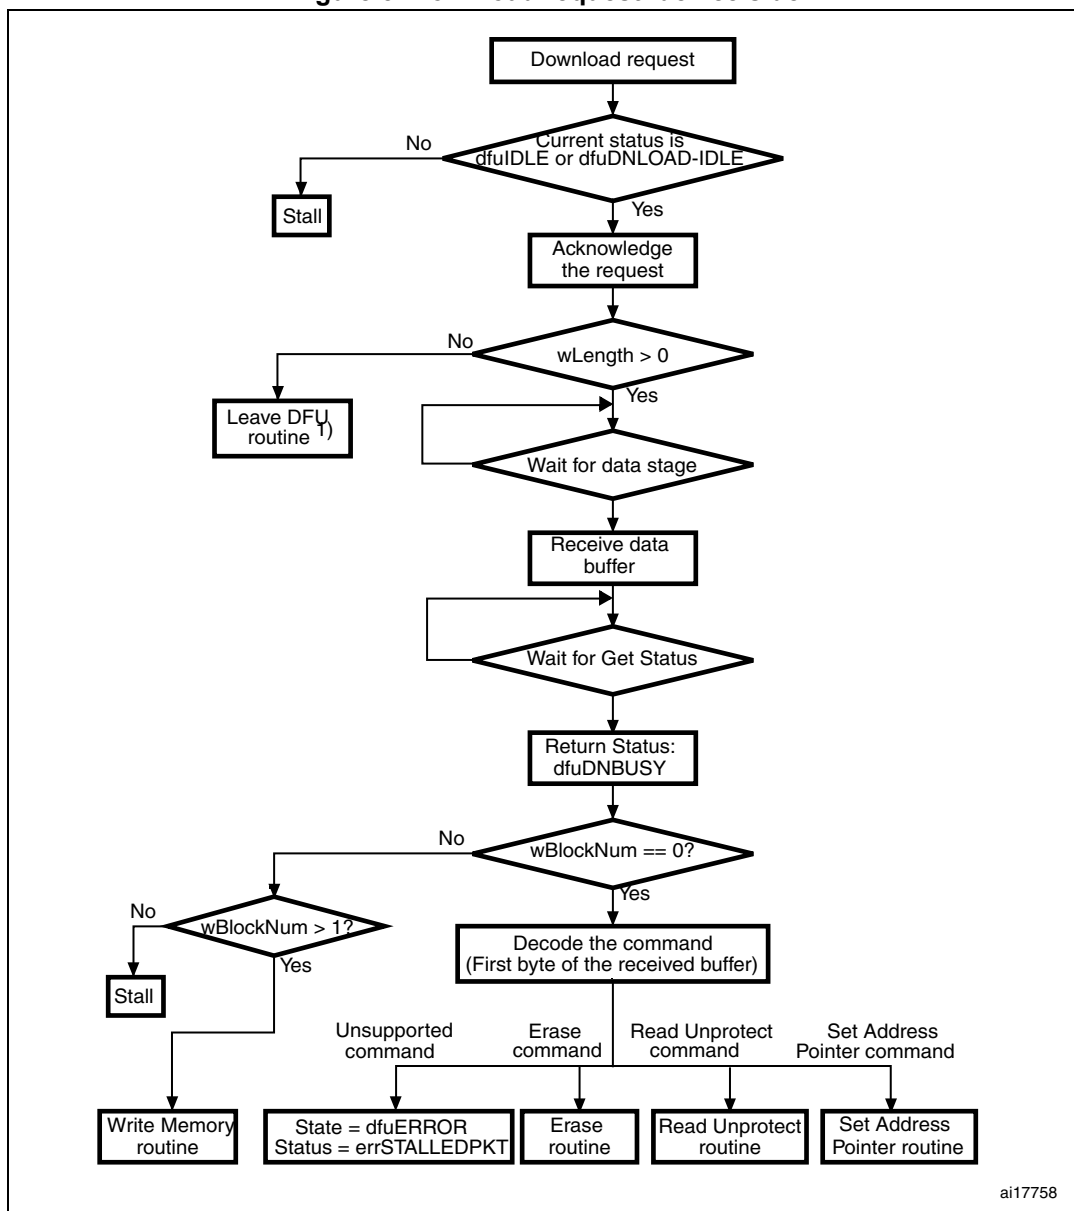 Download request
Current status is
dfuIDLE or dfuDNLOAD-IDLE
No
Stall
Yes
Acknowledge
the request
No
wLength > 0
Yes
Leave DFU
routine 1)
Wait for data stage
Receive data
buffer
Wait for Get Status
Return Status:
dfuDNBUSY
No
wBlockNum == 0?
Yes
No
wBlockNum > 1?
Yes
Stall
Decode the command
(First byte of the received buffer)
Unsupported
command
Erase
command
Read Unprotect
command
Set Address
Pointer command
Write Memory
routine
State = dfuERROR
Status = errSTALLEDPKT
Erase
routine
Read Unprotect
routine
Set Address
Pointer routine
ai17758